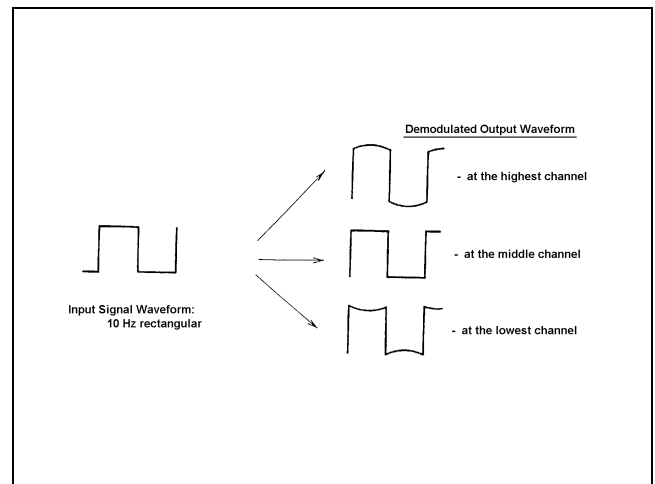 Demodulated Output Waveform
- at the highest channel
- at the middle channel
Input Signal Waveform:
10 Hz rectangular
- at the lowest channel